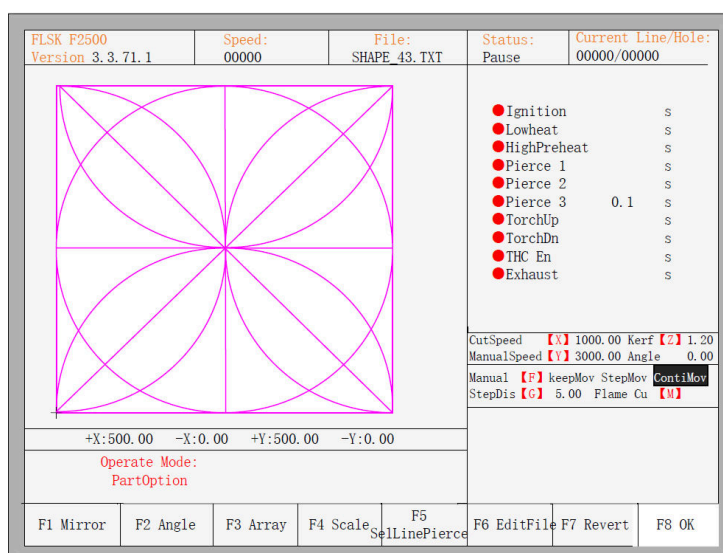 FLSK F2500
Version 3.3.71.1
Speed:
00000
File:
SHAPE_43.TXT
Status:
Pause
Current Line/Hole:
00000/00000
Ignition s
Lowheat s
HighPreheat s
Pierce 1 s
Pierce 2 s
Pierce 3 0.1 s
TorchUp s
TorchDn s
THC En s
Exhaust s
CutSpeed 【X】 1000.00 Kerf【Z】1.20
ManualSpeed【Y】3000.00 Angle 0.00
Manual 【F】keepMov StepMov ContiMov
StepDis【G】 5.00 Flame Cu 【M】
+X:500.00 -X:0.00 +Y:500.00 -Y:0.00
Operate Mode:
PartOption
F1 Mirror
F2 Angle
F3 Array
F4 Scale
F5
SelLinePierce
F6 EditFile
F7 Revert
F8 OK